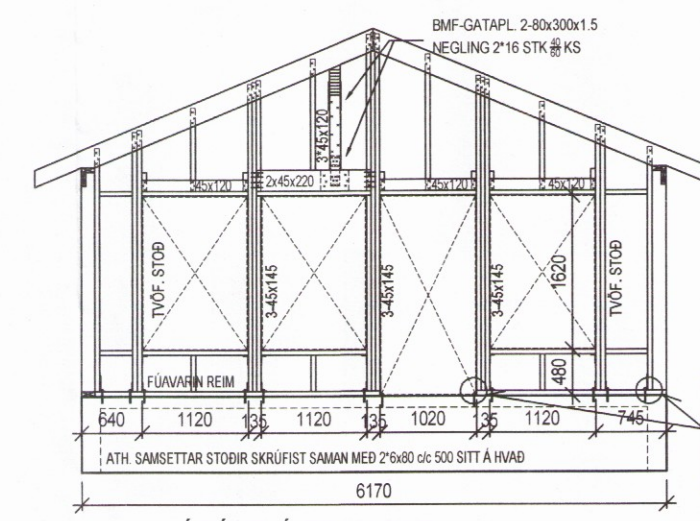 BMF-GATAPL. 2-80x300x1.5
NEGLING 2*16 STK 40/60 KS
3*45x120
45x120
2x45x220
45x120
45x120
TVÖF. STOÐ
3-45x145
3-45x145
3-45x145
1620
TVÖF. STOÐ
FÚAVARIN REIM
480
640 1120 135 1120 135 1020 135 1120 745
ATH. SAMSETTAR STOÐIR SKRÚFIST SAMAN MEÐ 2*6x80 c/c 500 SITT Á HVAÐ
6170